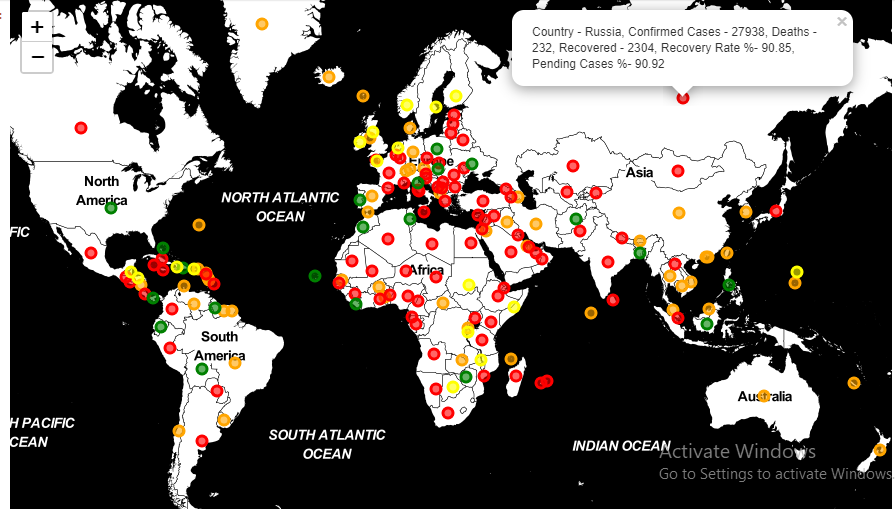 +
−
×
Country - Russia, Confirmed Cases - 27938, Deaths -
232, Recovered - 2304, Recovery Rate %- 90.85,
Pending Cases %- 90.92
Europe
Asia
North
America
NORTH ATLANTIC
OCEAN
FIC
Africa
South
America
Australia
H PACIFIC
CEAN
SOUTH ATLANTIC
OCEAN
INDIAN OCEAN
Activate Windows
Go to Settings to activate Windows